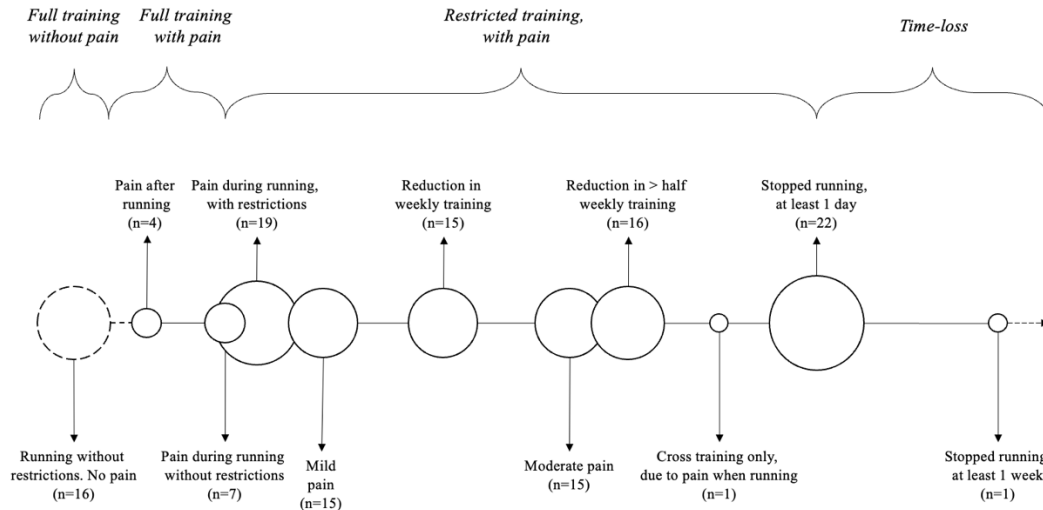 Full training
without pain
Full training
with pain
Restricted training,
with pain
Time-loss
Pain after
running
(n=4)
Pain during running,
with restrictions
(n=19)
Reduction in
weekly training
(n=15)
Reduction in > half
weekly training
(n=16)
Stopped running,
at least 1 day
(n=22)
Running without
restrictions. No pain
(n=16)
Pain during running
without restrictions
(n=7)
Mild
pain
(n=15)
Moderate pain
(n=15)
Cross training only,
due to pain when running
(n=1)
Stopped running,
at least 1 week
(n=1)